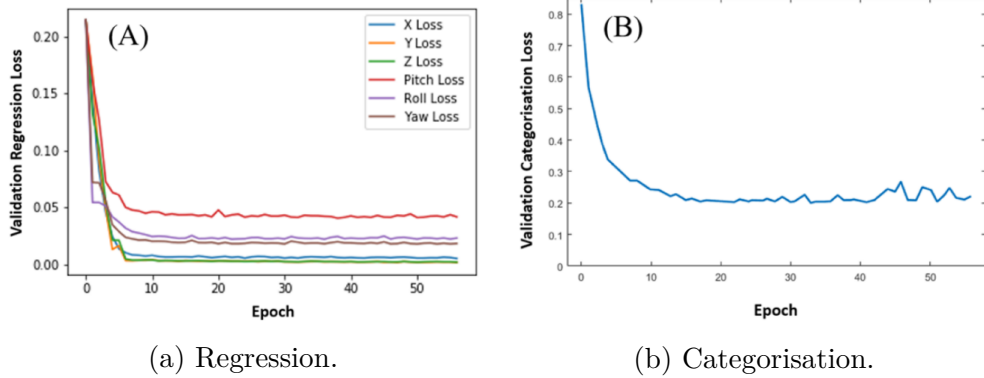 (A)
X Loss
Y Loss
Z Loss
Pitch Loss
Roll Loss
Yaw Loss
0.20
0.15
0.10
0.05
0.00
Validation Regression Loss
0 10 20 30 40 50
Epoch
(a) Regression.
(B)
0.8
0.7
0.6
0.5
0.4
0.3
0.2
0.1
0
Validation Categorisation Loss
0 10 20 30 40 50
Epoch
(b) Categorisation.